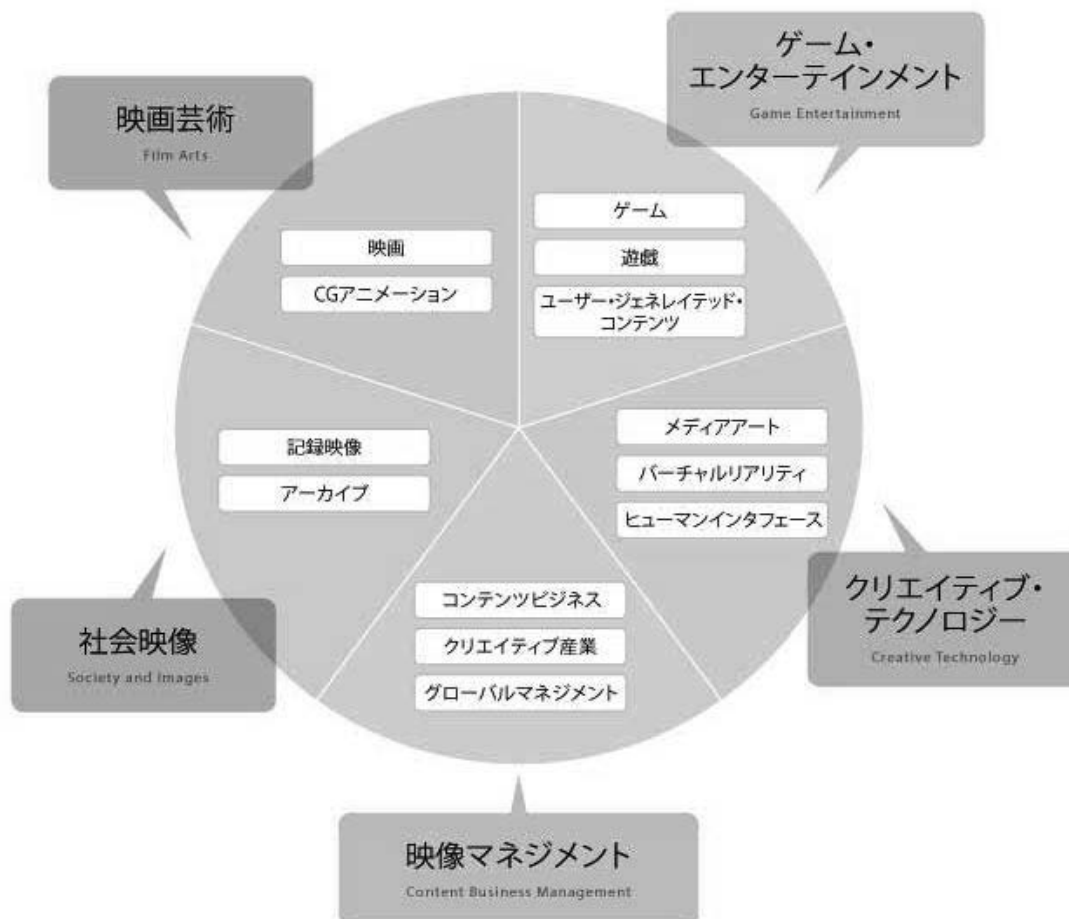 映画芸術
Film Arts
ゲーム・
エンターテインメント
Game Entertainment
映画
CGアニメーション
ゲーム
遊戯
ユーザー・ジェネレイテッド・
コンテンツ
記録映像
アーカイブ
メディアアート
バーチャルリアリティ
ヒューマンインタフェース
コンテンツビジネス
クリエイティブ産業
グローバルマネジメント
社会映像
Society and Images
クリエイティブ・
テクノロジー
Creative Technology
映像マネジメント
Content Business Management